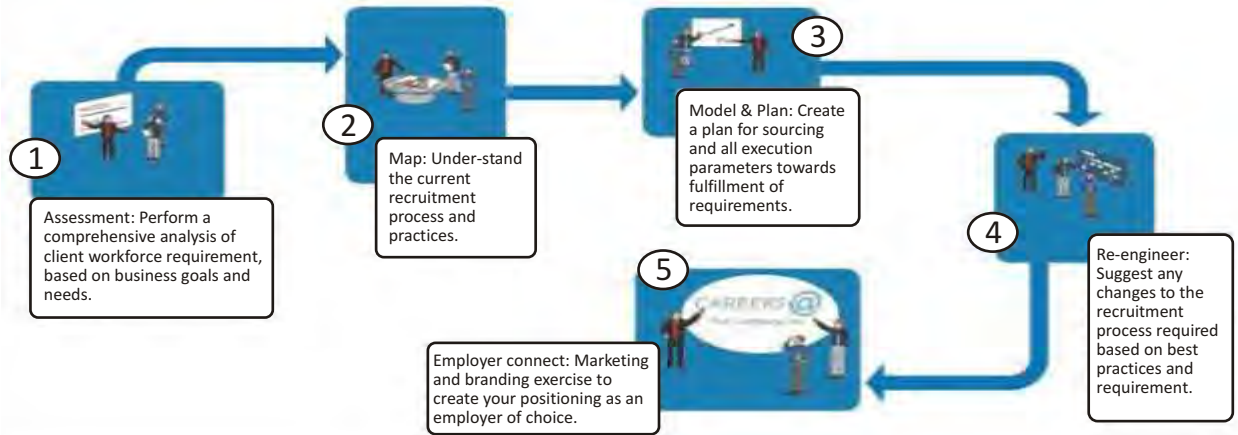 1
Assessment: Perform a
comprehensive analysis of
client workforce requirement,
based on business goals and
needs.
2
Map: Under-stand
the current
recruitment
process and
practices.
3
Model & Plan: Create
a plan for sourcing
and all execution
parameters towards
fulfillment of
requirements.
4
Re-engineer:
Suggest any
changes to the
recruitment
process required
based on best
practices and
requirement.
5
CAREERS@
Employer connect: Marketing
and branding exercise to
create your positioning as an
employer of choice.